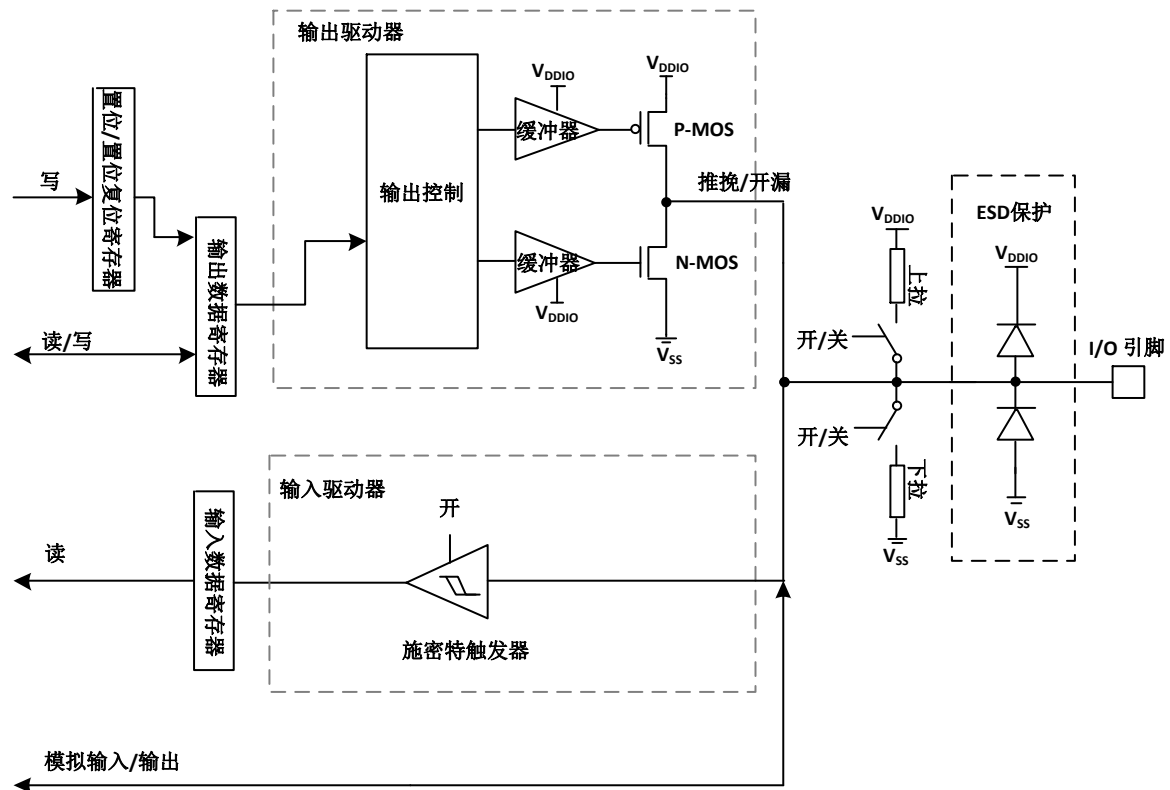 输出驱动器
VDDIO
VDDIO
缓冲器
P-MOS
置位/置位复位寄存器
写
输出控制
推挽/开漏
ESD保护
VDDIO
VDDIO
输出数据寄存器
缓冲器
N-MOS
上拉
VDDIO
读/写
VSS
开/关
I/O 引脚
开/关
输入驱动器
下拉
开
VSS
VSS
输入数据寄存器
读
施密特触发器
模拟输入/输出